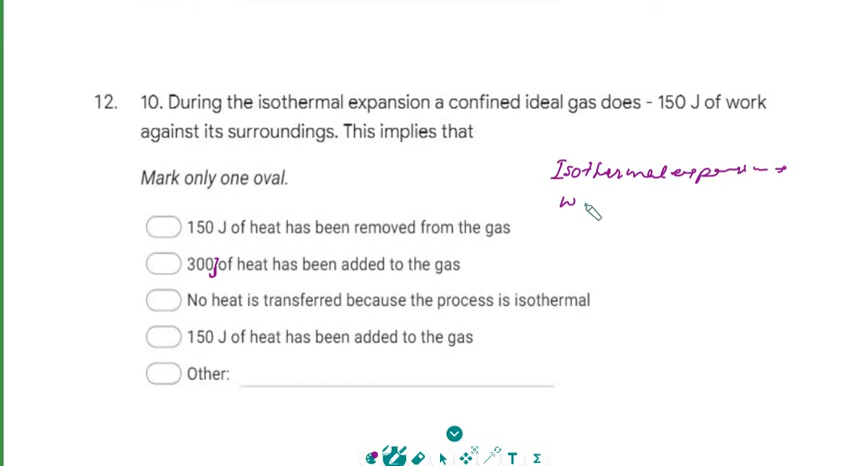 12. 10. During the isothermal expansion a confined ideal gas does - 150 J of work
against its surroundings. This implies that
Mark only one oval.
Isothermal expansion →
w
150 J of heat has been removed from the gas
300J of heat has been added to the gas
No heat is transferred because the process is isothermal
150 J of heat has been added to the gas
Other:
T Σ